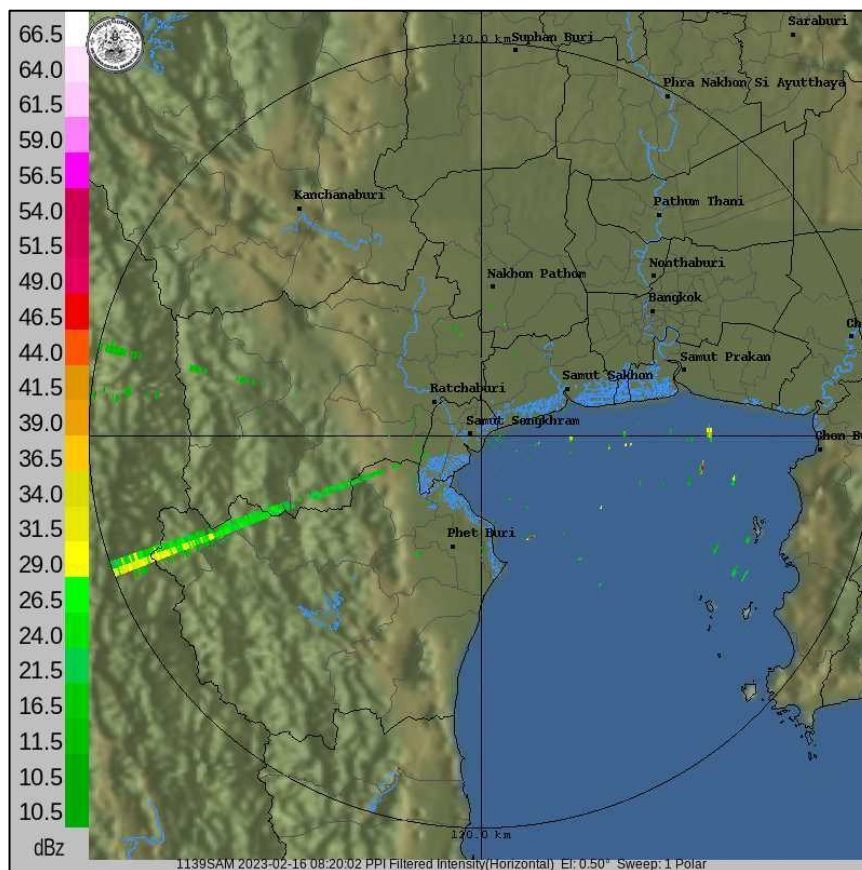 66.5
64.0
61.5
59.0
56.5
54.0
51.5
49.0
46.5
44.0
41.5
39.0
36.5
34.0
31.5
29.0
26.5
24.0
21.5
16.5
11.5
10.5
10.5
dBz
120.0 km
Suphan Buri
Saraburi
Phra Nakhon Si Ayutthaya
Kanchanaburi
Pathum Thani
Nonthaburi
Nakhon Pathom
Bangkok
Ch
Samut Prakan
Samut Sakhon
Ratchaburi
Samut Songkhram
Chon Bu
Phet Buri
120.0 km
1139SAM 2023-02-16 08:20:02 PPI Filtered Intensity(Horizontal) El: 0.50° Sweep: 1 Polar